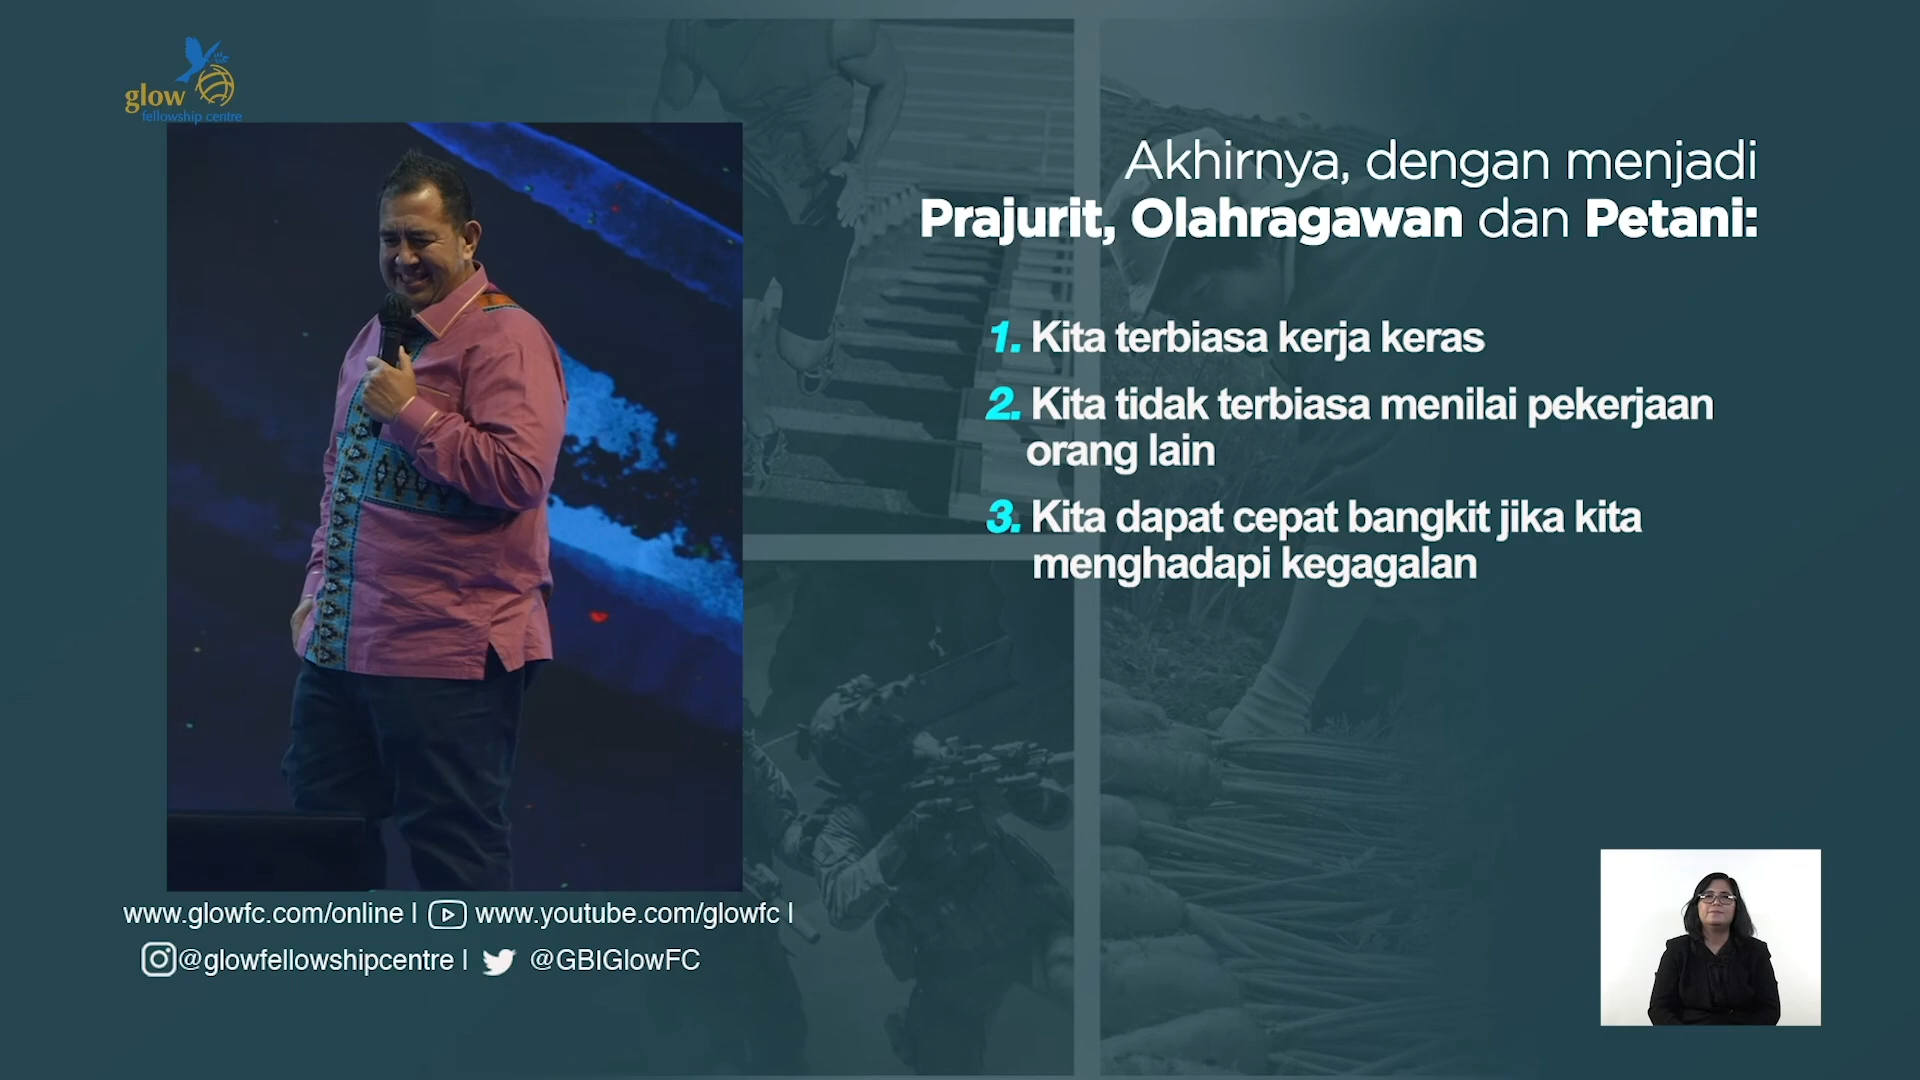 glow
fellowship centre
Akhirnya, dengan menjadi
Prajurit, Olahragawan dan Petani:
1. Kita terbiasa kerja keras
2. Kita tidak terbiasa menilai pekerjaan
orang lain
3. Kita dapat cepat bangkit jika kita
menghadapi kegagalan
www.glowfc.com/online | www.youtube.com/glowfc |
@glowfellowshipcentre | @GBIGlowFC